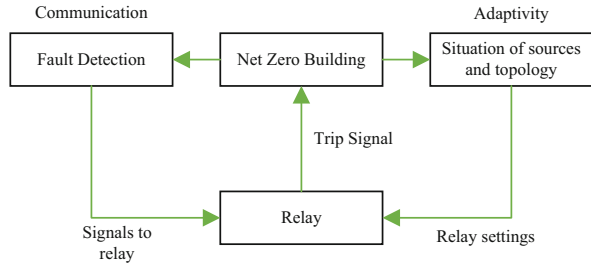 Communication
Adaptivity
Fault Detection
Net Zero Building
Situation of sources
and topology
Trip Signal
Relay
Signals to
relay
Relay settings